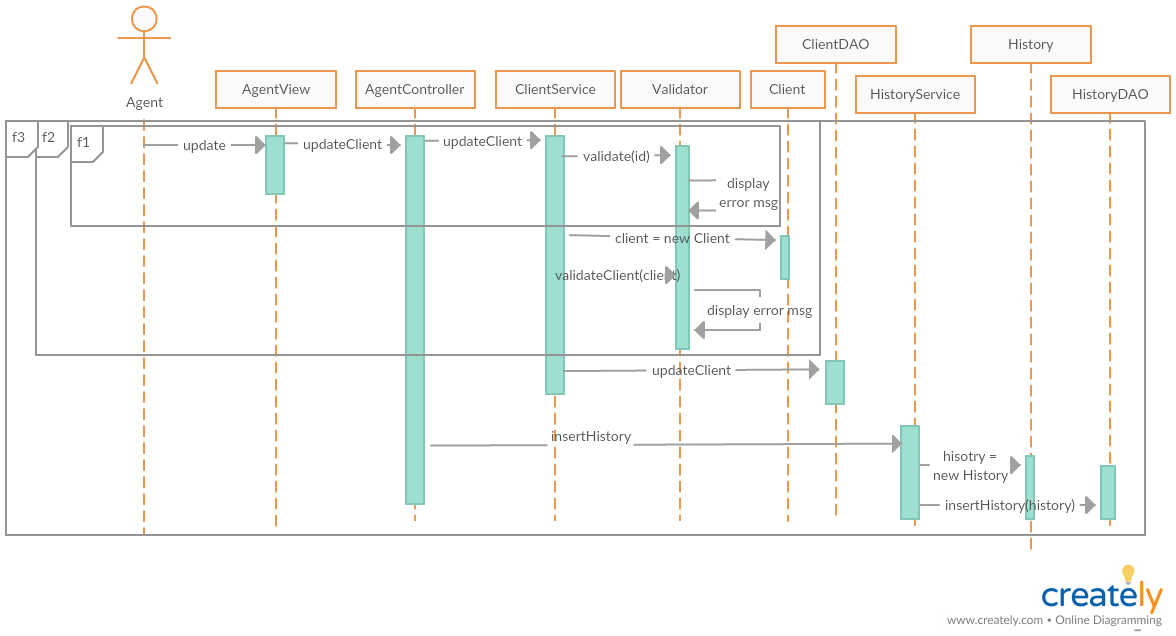 ClientDAO
History
AgentView
AgentController
ClientService
Validator
Client
HistoryService
HistoryDAO
Agent
f3
f2
f1
update
updateClient
updateClient
validate(id)
display
error msg
client = new Client
validateClient(client)
display error msg
updateClient
insertHistory
hisotry =
new History
insertHistory(history)
creately
www.creately.com • Online Diagramming